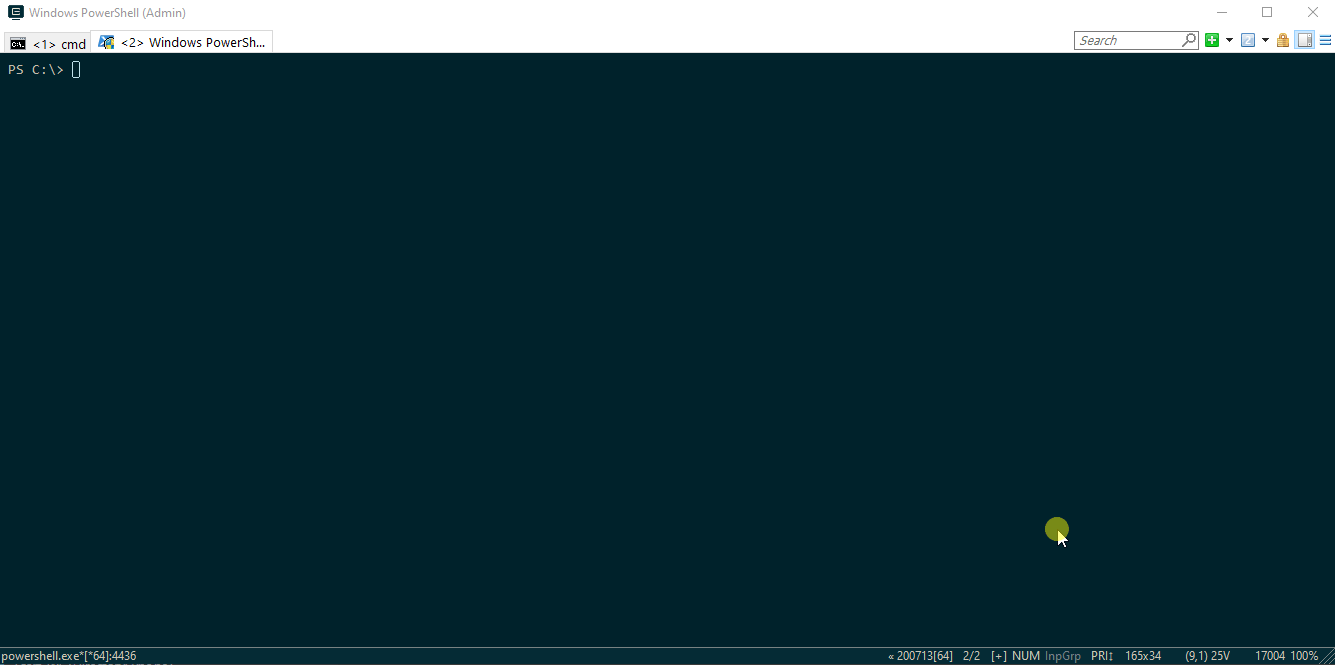 Windows PowerShell (Admin)
<1> cmd <2> Windows PowerSh... Search
PS C:\>
powershell.exe*[*64]:4436 « 200713[64] 2/2 [+] NUM InpGrp PRI↕ 165x34 (9,1) 25V 17004 100%